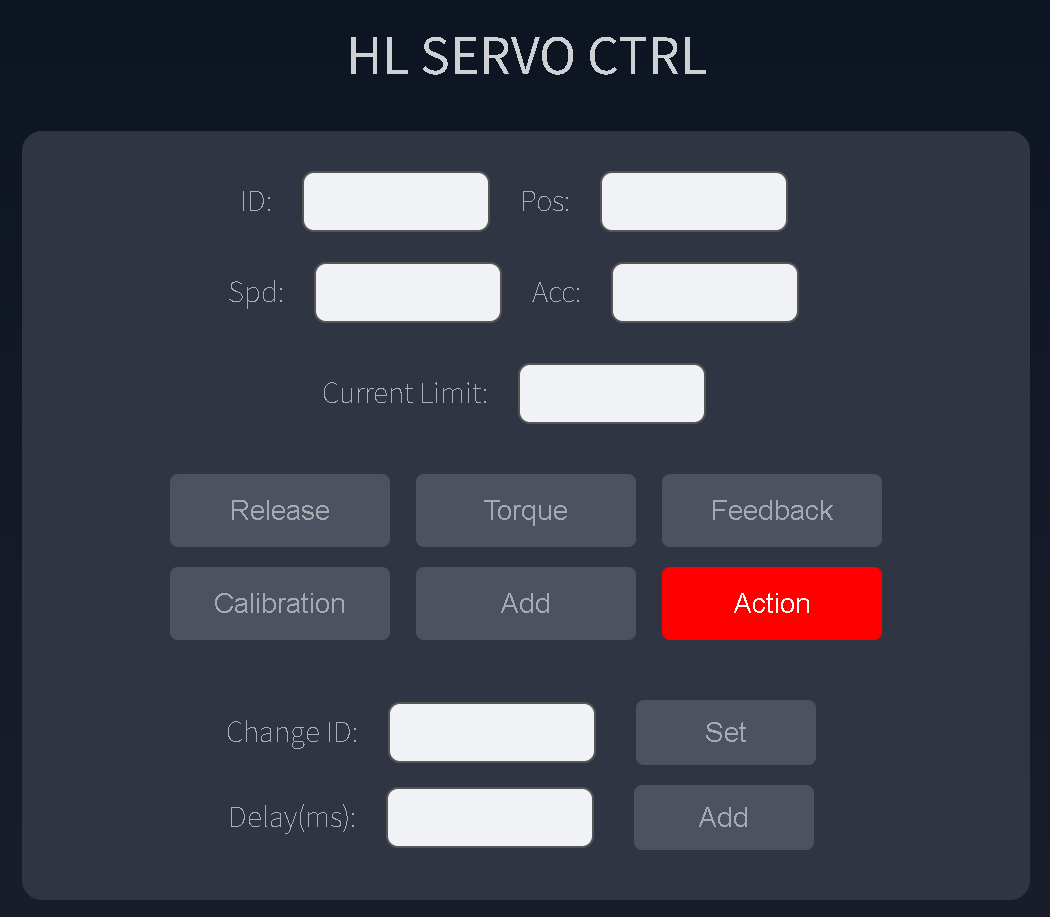 HL SERVO CTRL
ID: Pos:
Spd: Acc:
Current Limit:
Release Torque Feedback
Calibration Add Action
Change ID: Set
Delay(ms): Add